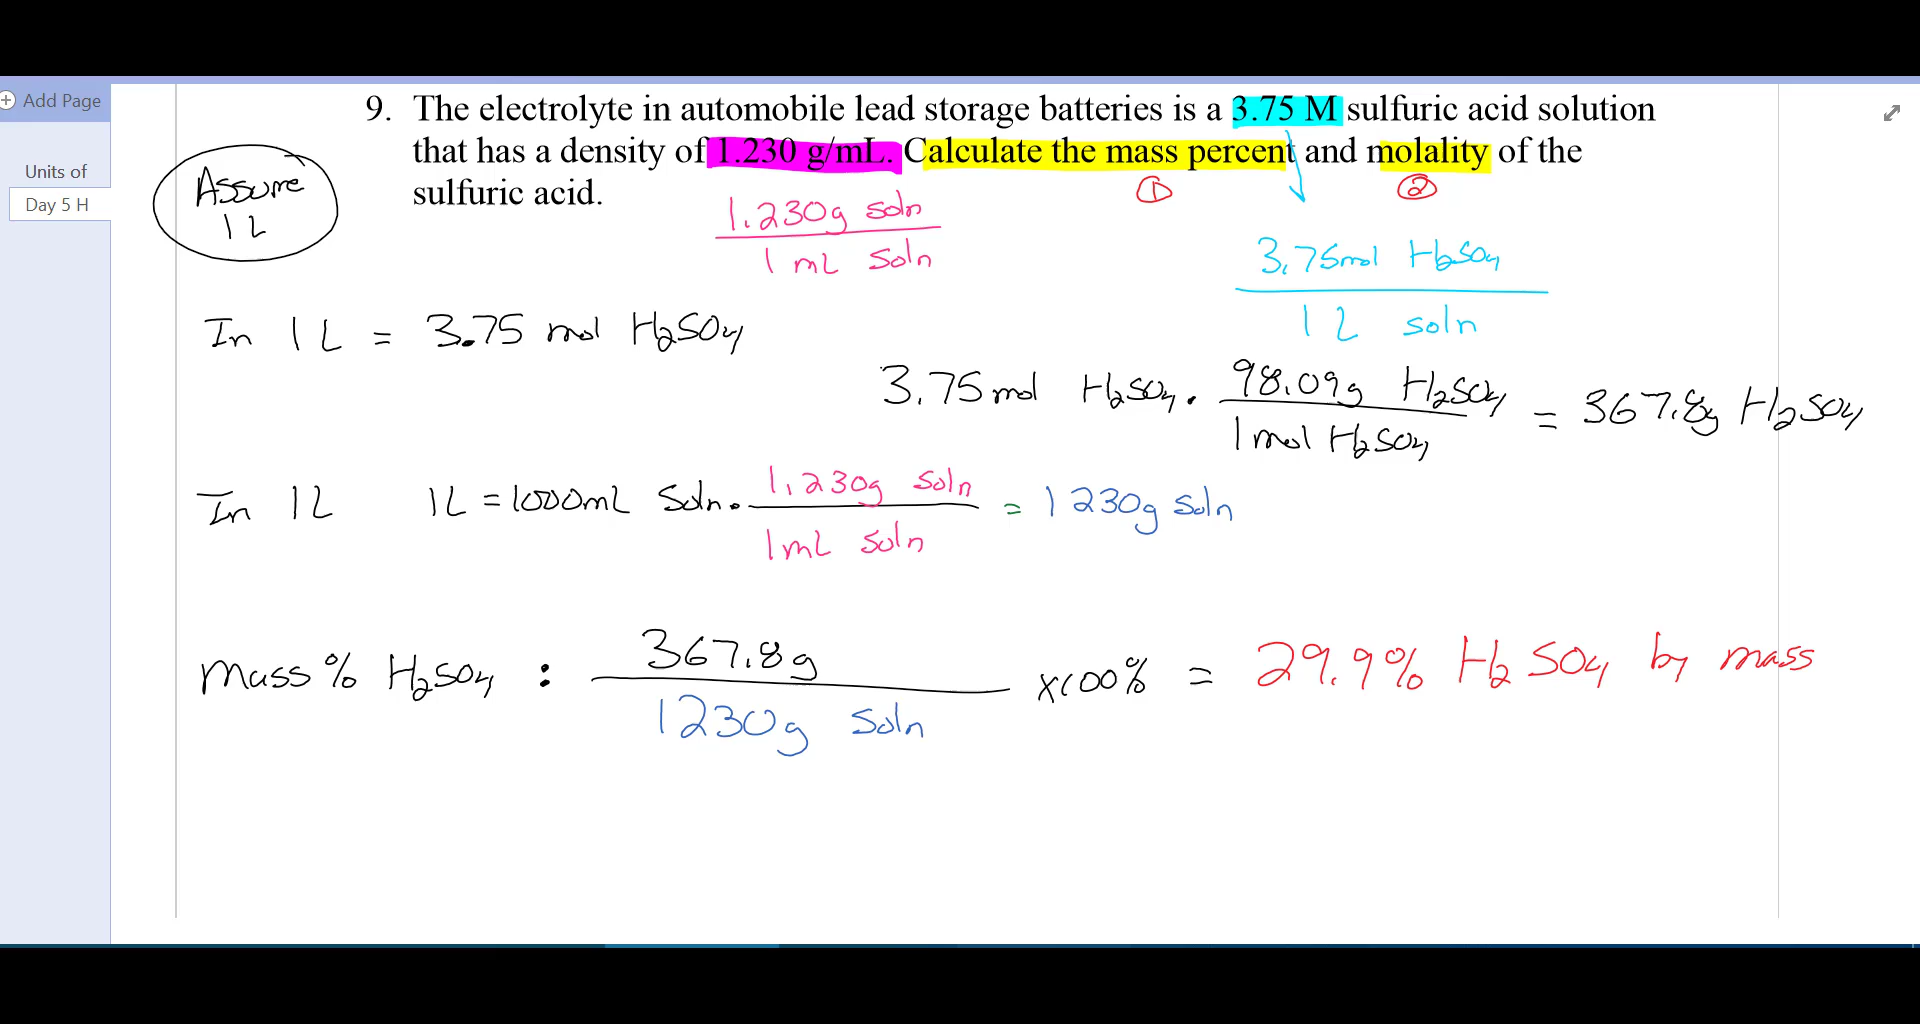 Add Page
Units of
Day 5 H
9. The electrolyte in automobile lead storage batteries is a 3.75 M sulfuric acid solution
that has a density of 1.230 g/mL. Calculate the mass percent and molality of the
sulfuric acid.
① ②
Assume
1 L
1.230g soln
1 mL soln
3.75mol H₂SO₄
1 L soln
In 1 L = 3.75 mol H₂SO₄
3.75mol H₂SO₄ · 98.09g H₂SO₄ = 367.8g H₂SO₄
1 mol H₂SO₄
In 1L 1L = 1000mL soln · 1.230g soln = 1230g soln
1mL soln
Mass % H₂SO₄ : 367.8g x100% = 29.9% H₂SO₄ by mass
1230g soln